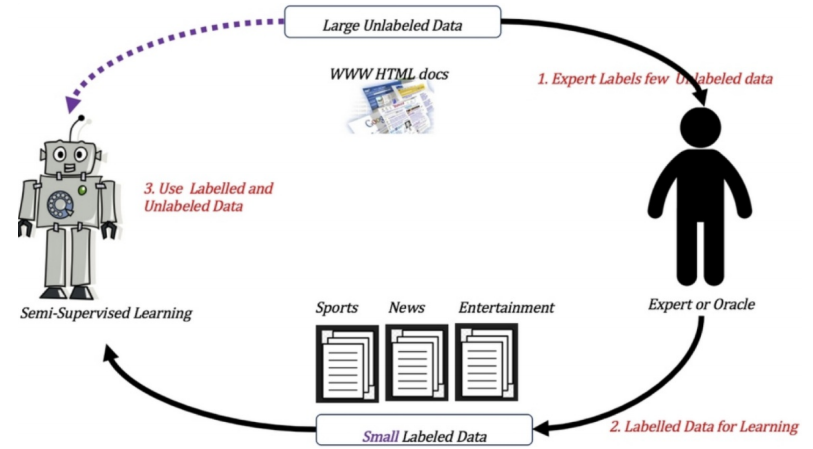 Large Unlabeled Data
WWW HTML docs
1. Expert Labels few Unlabeled data
3. Use Labelled and
Unlabeled Data
Semi-Supervised Learning
Sports News Entertainment
Expert or Oracle
2. Labelled Data for Learning
Small Labeled Data